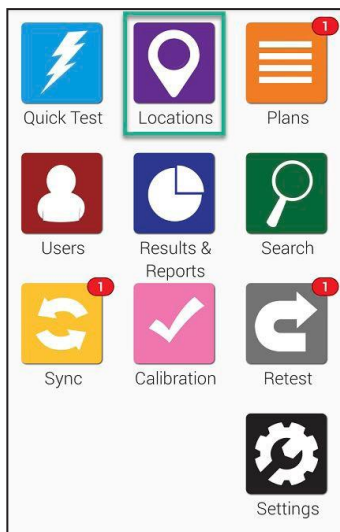 1
Quick Test Locations Plans
Users Results & Search
Reports
1 1
Sync Calibration Retest
Settings